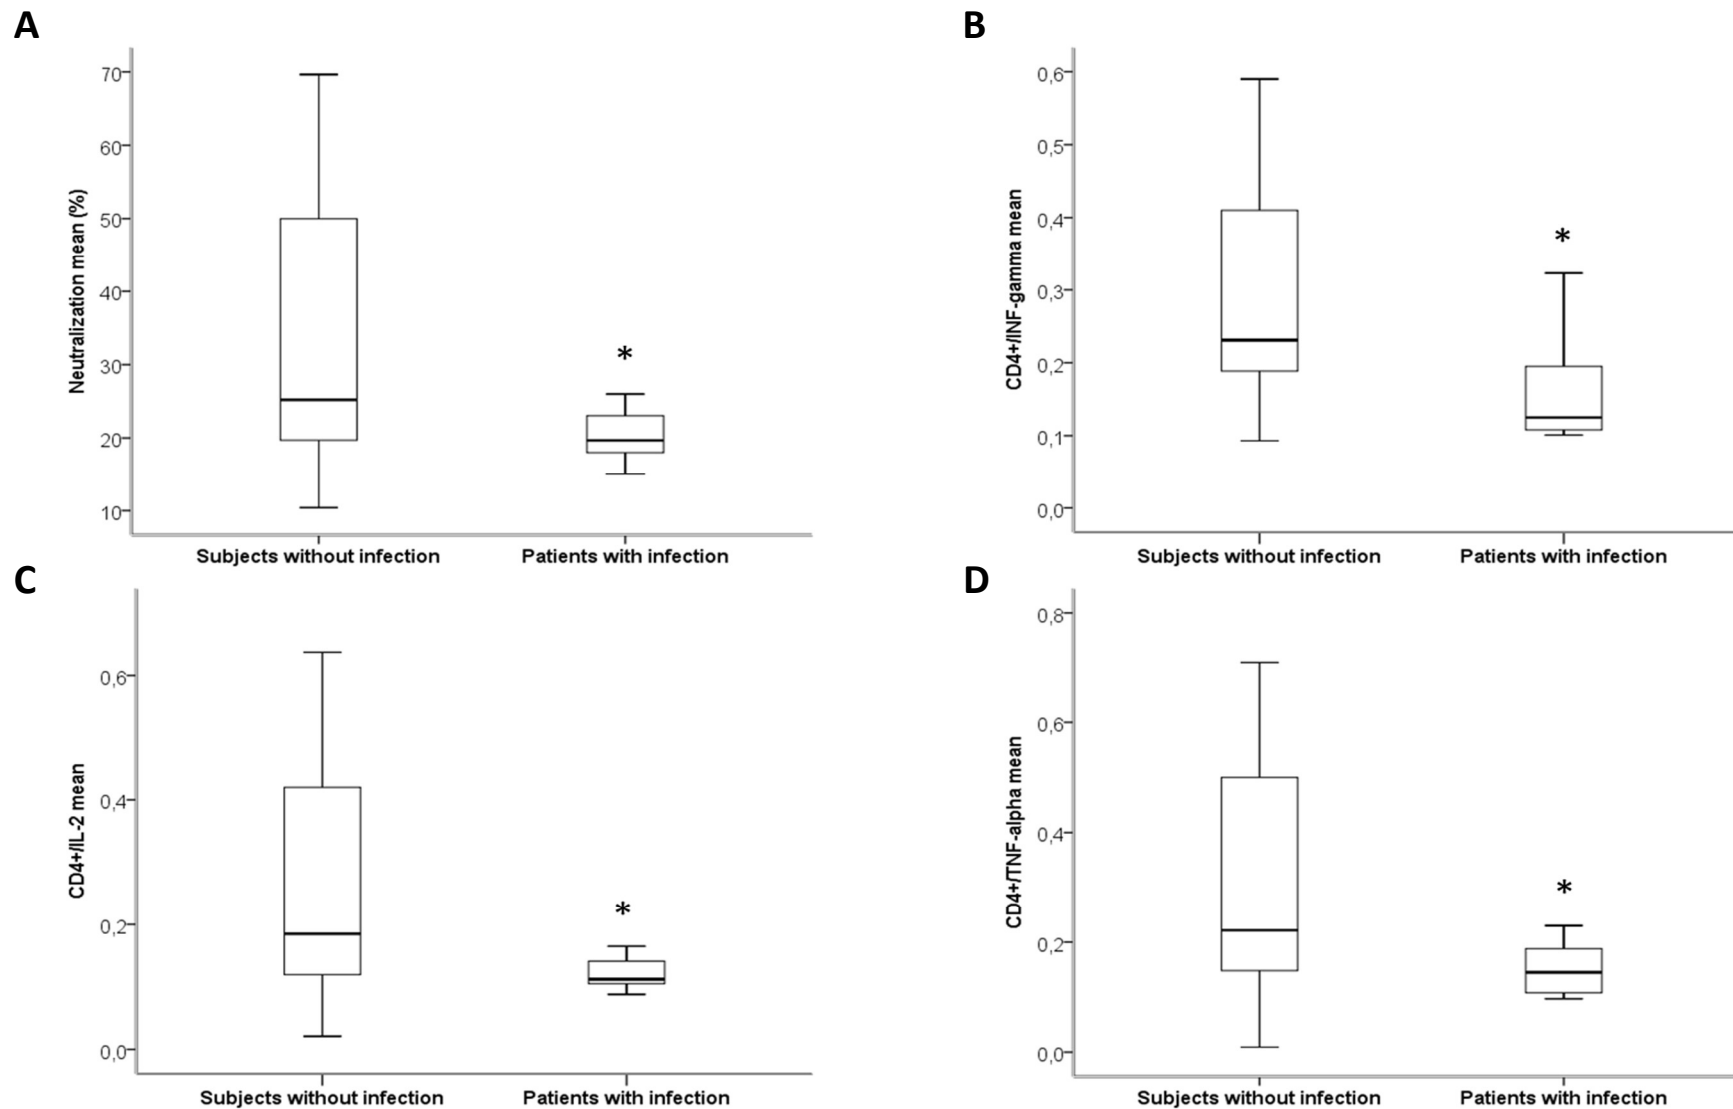 A
Neutralization mean (%)
70
60
50
40
30
20
10
*
Subjects without infection
Patients with infection
B
CD4+/INF-gamma mean
0,6
0,5
0,4
0,3
0,2
0,1
0,0
*
Subjects without infection
Patients with infection
C
CD4+/IL-2 mean
0,6
0,4
0,2
0,0
*
Subjects without infection
Patients with infection
D
CD4+/TNF-alpha mean
0,8
0,6
0,4
0,2
0,0
*
Subjects without infection
Patients with infection